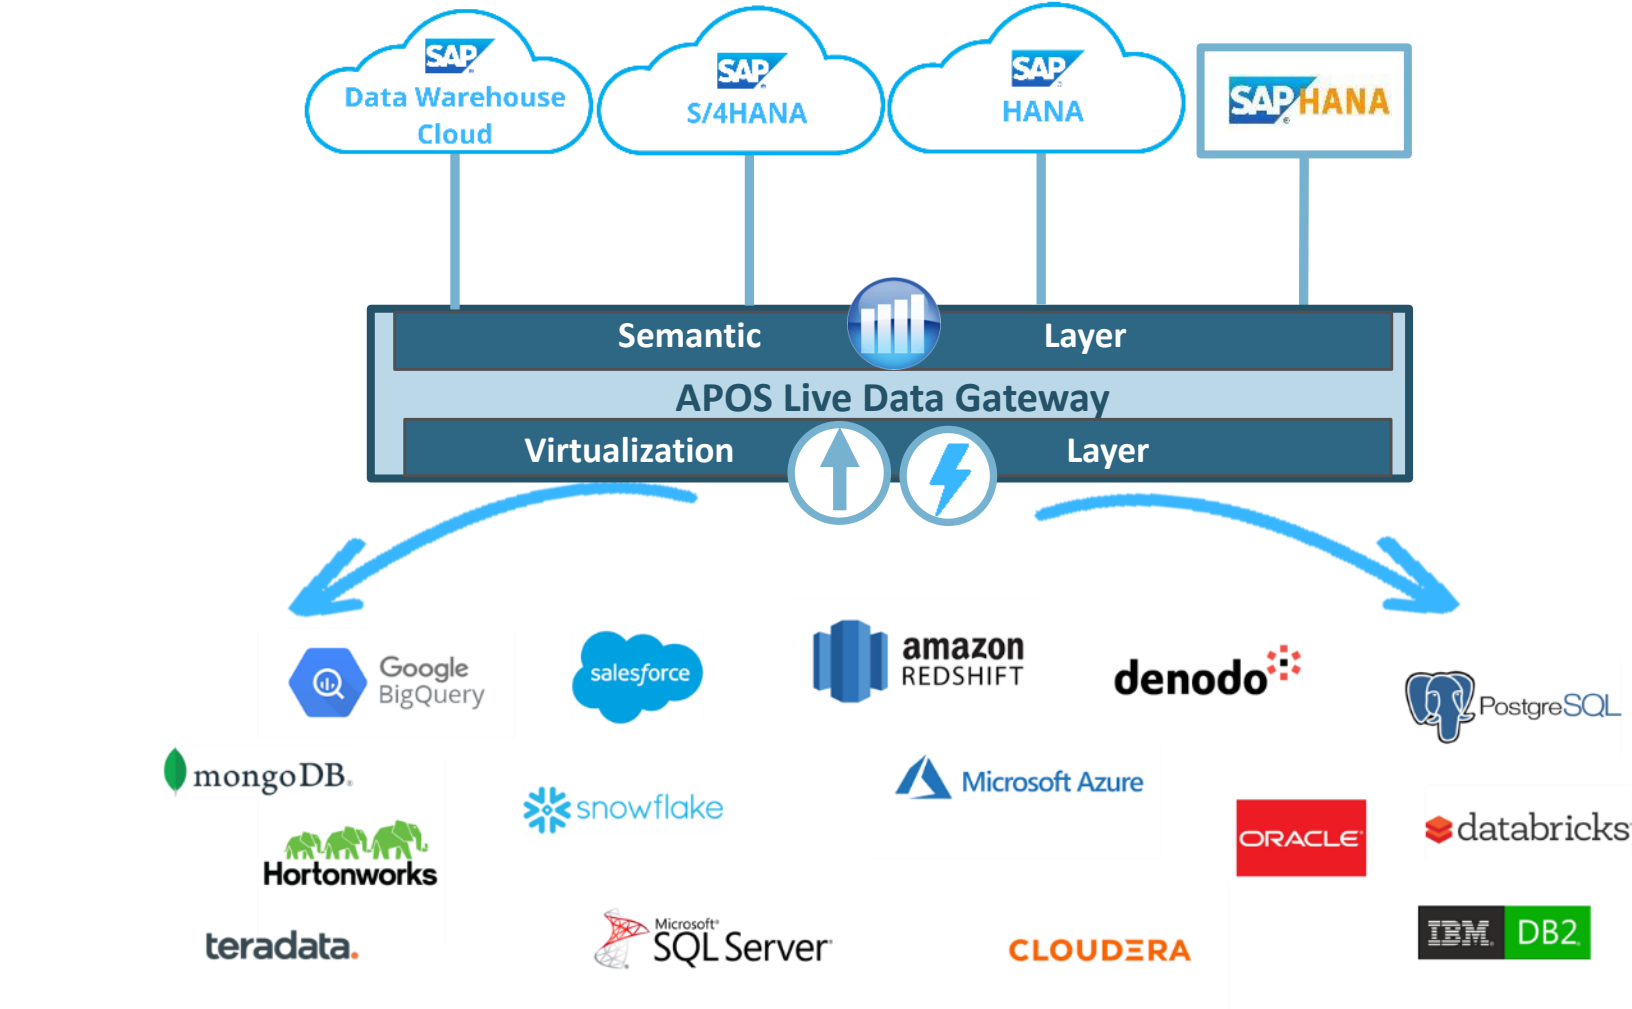 SAP
Data Warehouse
Cloud
SAP
S/4HANA
SAP
HANA
SAP HANA
Semantic Layer
APOS Live Data Gateway
Virtualization Layer
Google
BigQuery
salesforce
amazon
REDSHIFT
denodo
PostgreSQL
mongoDB
snowflake
Microsoft Azure
Hortonworks
ORACLE
databricks
teradata.
Microsoft
SQL Server
CLOUDERA
IBM DB2